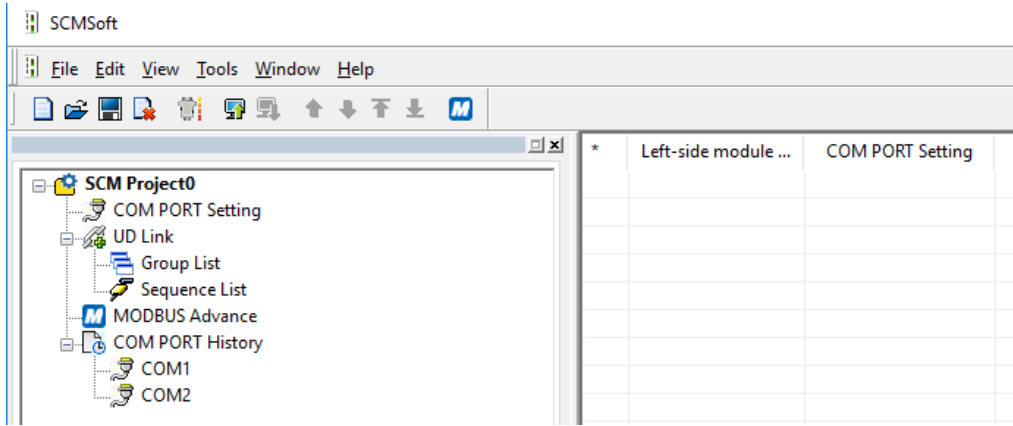 SCMSoft
File Edit View Tools Window Help
M
* Left-side module ... COM PORT Setting
SCM Project0
COM PORT Setting
UD Link
Group List
Sequence List
M MODBUS Advance
COM PORT History
COM1
COM2